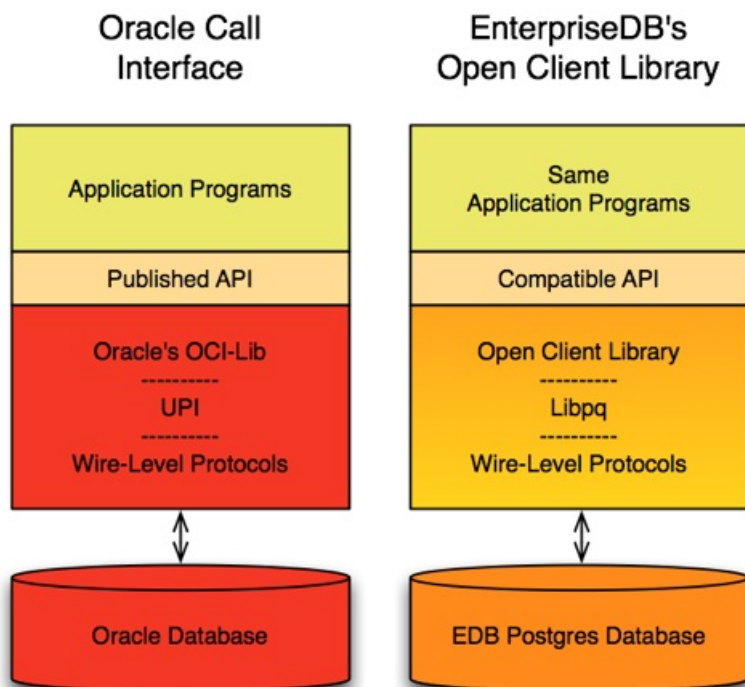 Oracle Call
Interface
Application Programs
Published API
Oracle's OCI-Lib
----------
UPI
----------
Wire-Level Protocols
Oracle Database
EnterpriseDB's
Open Client Library
Same
Application Programs
Compatible API
Open Client Library
----------
Libpq
----------
Wire-Level Protocols
EDB Postgres Database